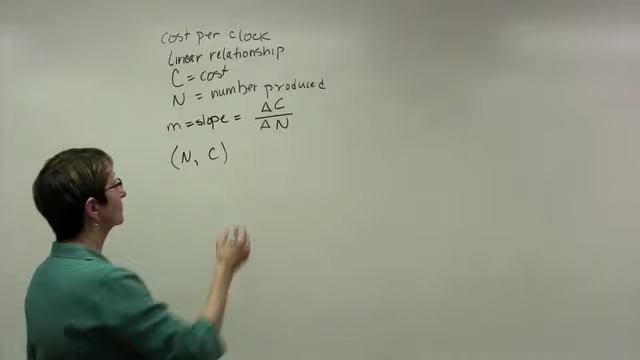 cost per clock
linear relationship
C = cost
N = number produced
m = slope = ΔC / ΔN
(N, C)